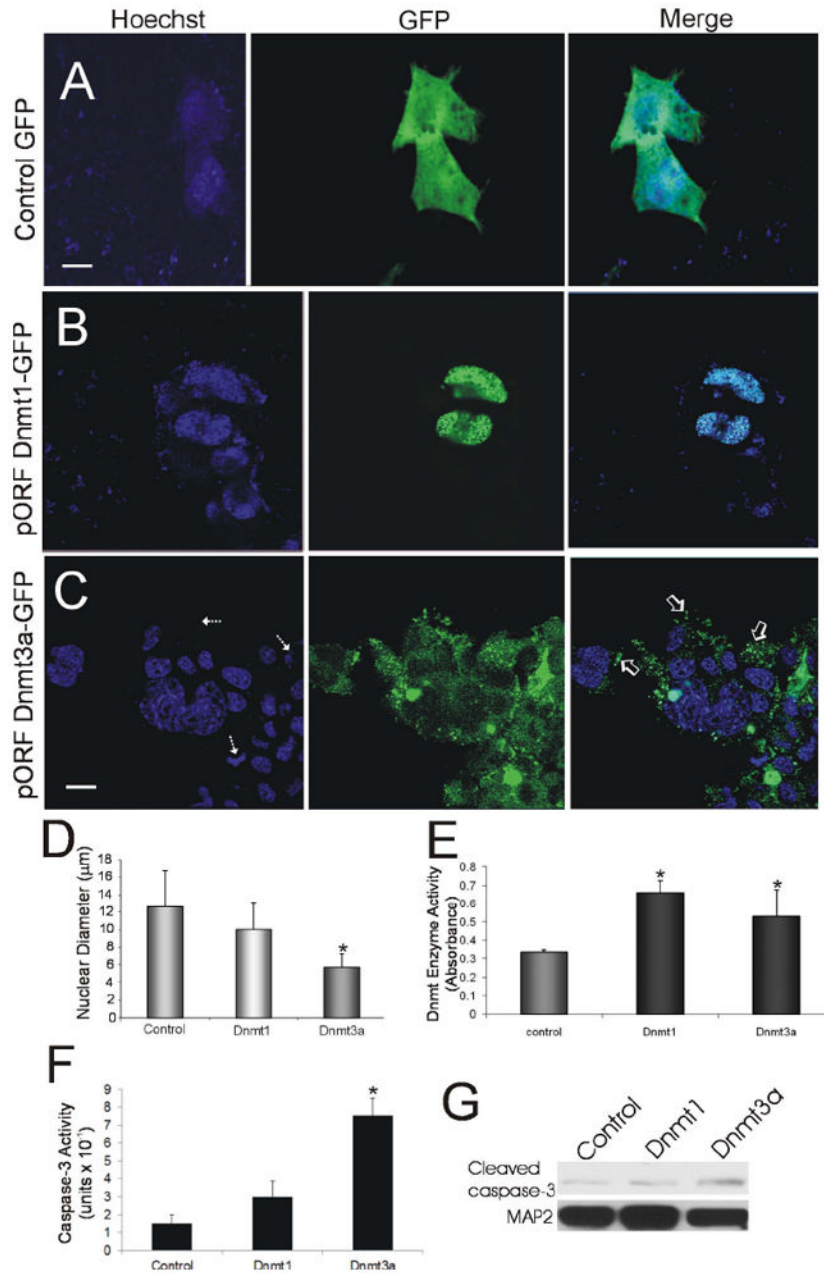 Hoechst GFP Merge
A
Control GFP
B
pORF Dnmt1-GFP
C
pORF Dnmt3a-GFP
D
Nuclear Diameter (µm)
18
16
14
12
10
8
6
4
2
0
*
Control Dnmt1 Dnmt3a
E
Dnmt Enzyme Activity
(Absorbance)
0.8
0.7
0.6
0.5
0.4
0.3
0.2
0.1
0
* *
control Dnmt1 Dnmt3a
F
Caspase-3 Activity
(units x 10⁻¹)
9
8
7
6
5
4
3
2
1
0
*
Control Dnmt1 Dnmt3a
G
Control Dnmt1 Dnmt3a
Cleaved
caspase-3
MAP2